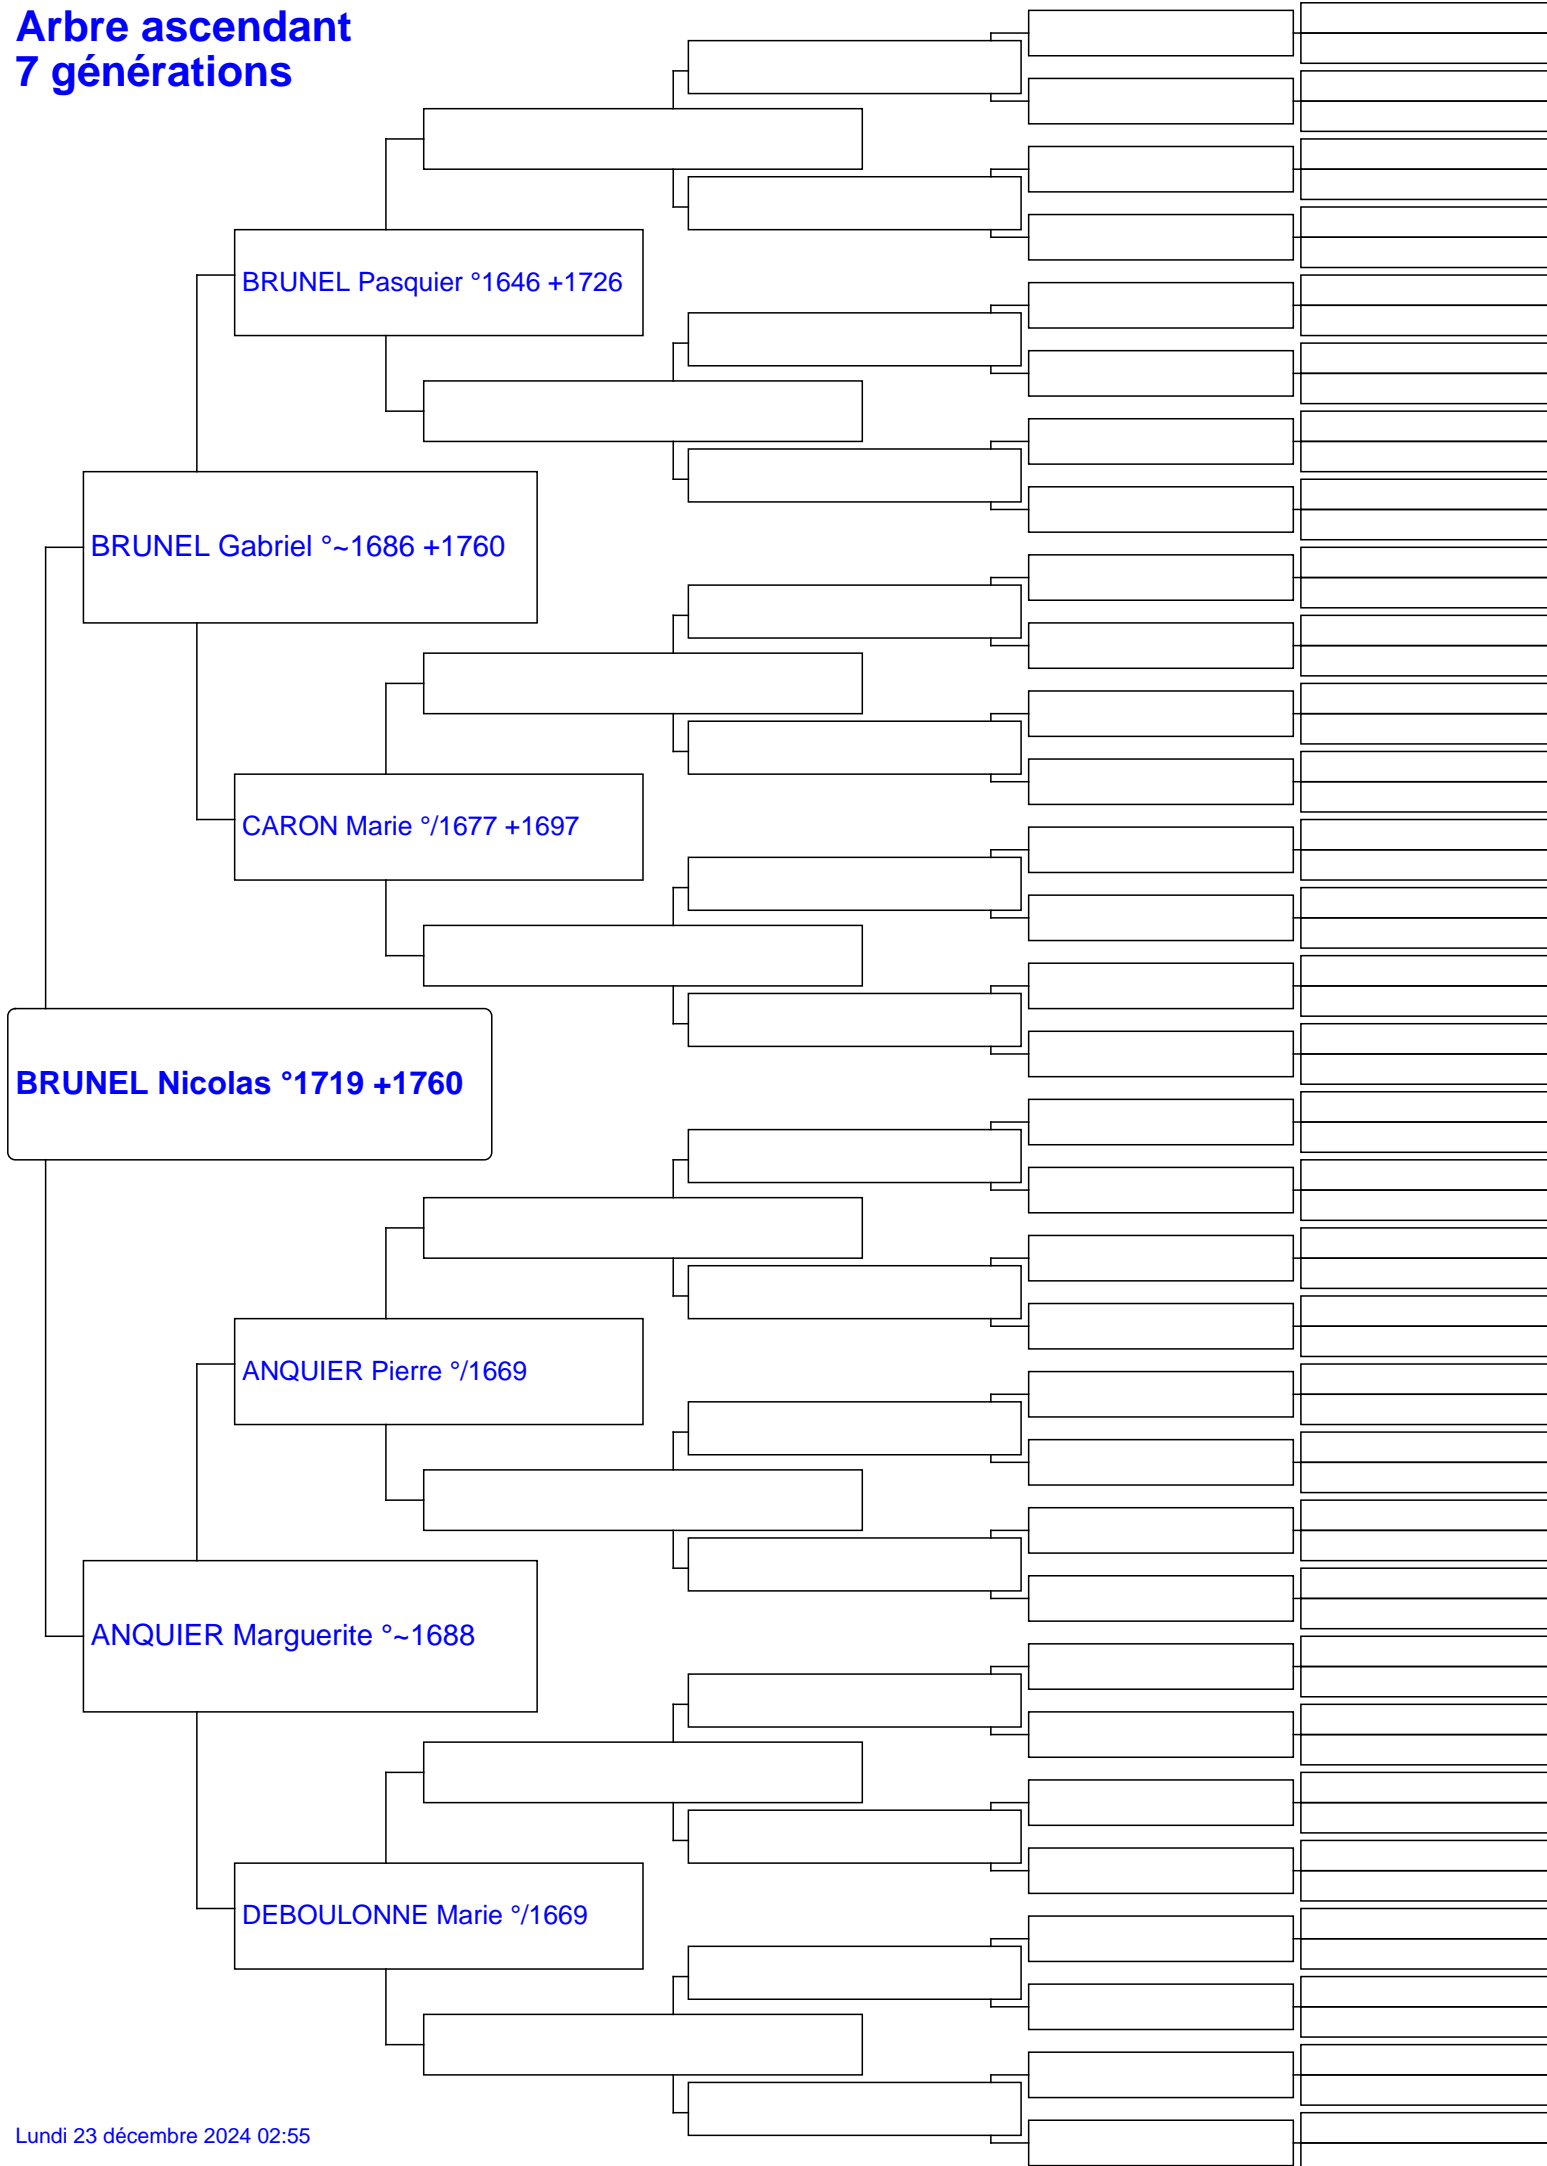 Arbre ascendant
7 générations
BRUNEL Pasquier °1646 +1726
BRUNEL Gabriel °~1686 +1760
CARON Marie °/1677 +1697
BRUNEL Nicolas °1719 +1760
ANQUIER Pierre °/1669
ANQUIER Marguerite °~1688
DEBOULONNE Marie °/1669
Lundi 23 décembre 2024 02:55